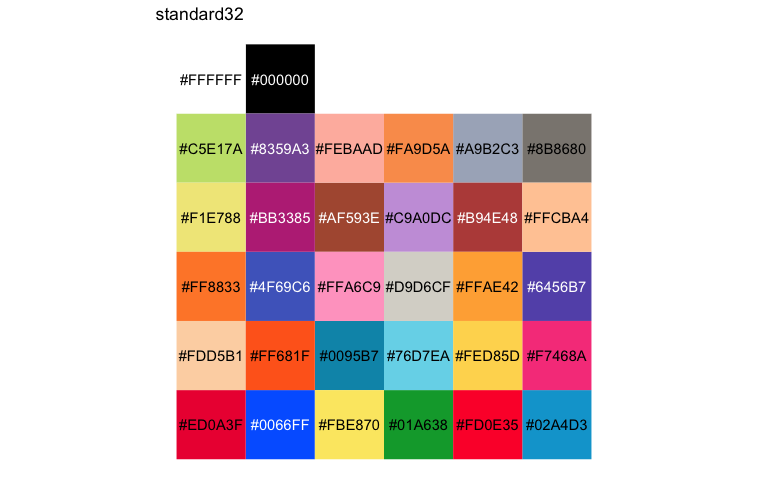 standard32
#FFFFFF #000000
#C5E17A #8359A3 #FEBAAD #FA9D5A #A9B2C3 #8B8680
#F1E788 #BB3385 #AF593E #C9A0DC #B94E48 #FFCBA4
#FF8833 #4F69C6 #FFA6C9 #D9D6CF #FFAE42 #6456B7
#FDD5B1 #FF681F #0095B7 #76D7EA #FED85D #F7468A
#ED0A3F #0066FF #FBE870 #01A638 #FD0E35 #02A4D3